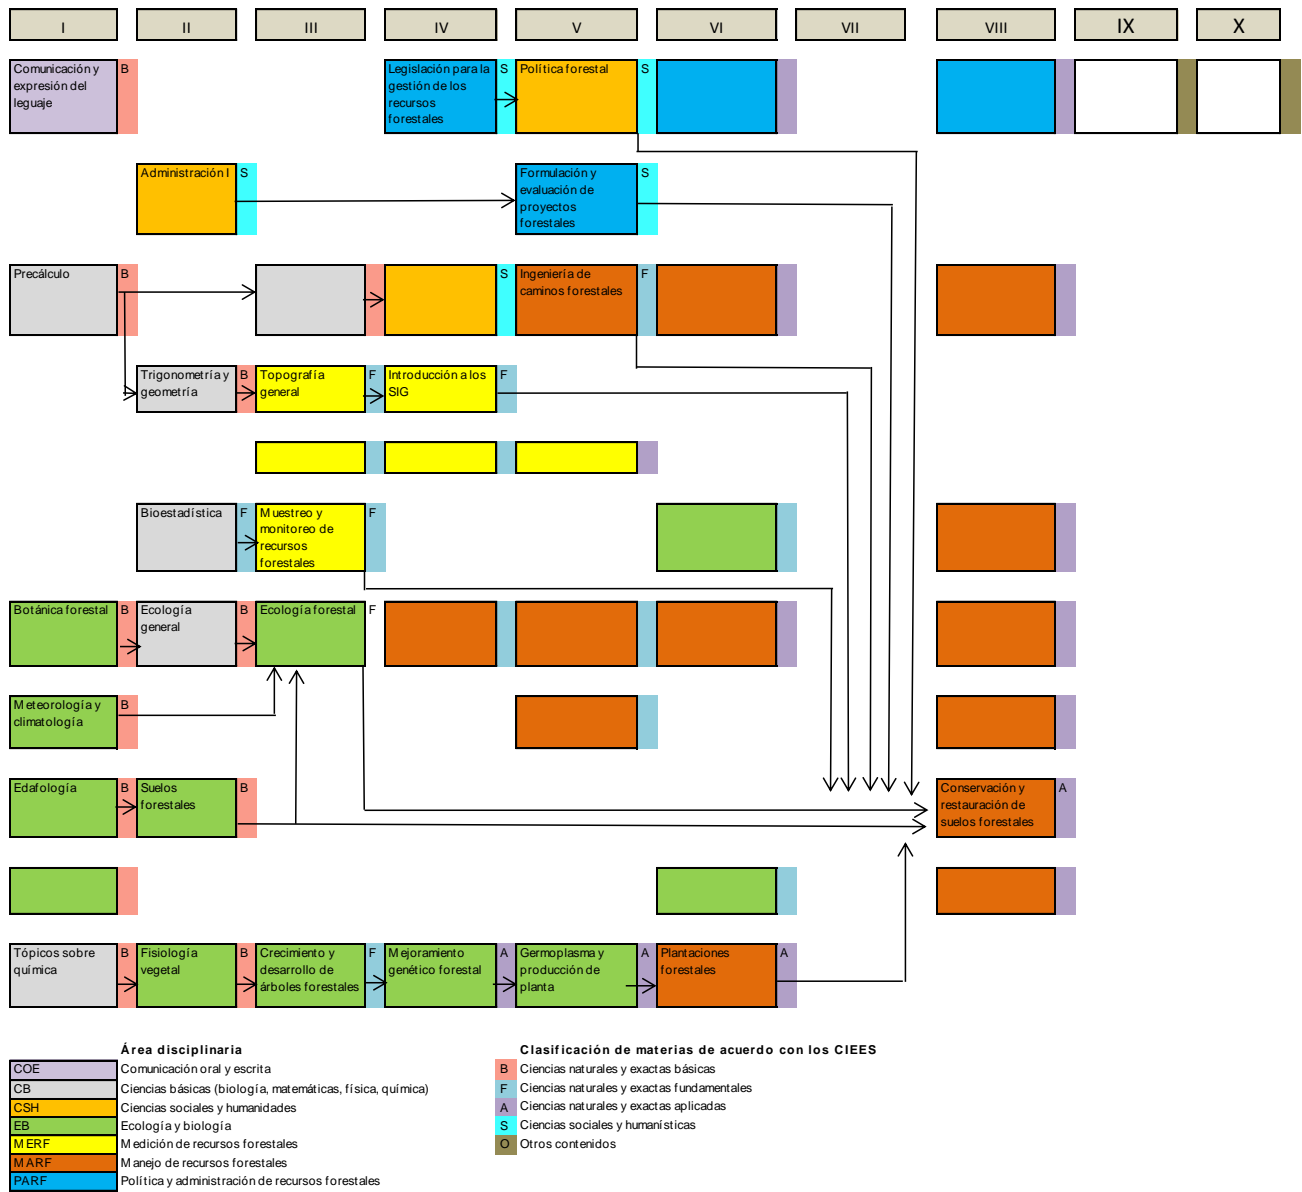 I II III IV V VI VII VIII IX X
Comunicación y
expresión del
leguaje
B
Legislación para la
gestión de los
recursos
forestales
S
Política forestal
S
Administración I
S
Formulación y
evaluación de
proyectos
forestales
S
Precálculo
B
S
Ingeniería de
caminos forestales
F
Trigonometría y
geometría
B
Topografía
general
F
Introducción a los
SIG
F
Bioestadística
F
Muestreo y
monitoreo de
recursos
forestales
F
Botánica forestal
B
Ecología
general
B
Ecología forestal
F
Meteorología y
climatología
B
Edafología
B
Suelos
forestales
B
Conservación y
restauración de
suelos forestales
A
Tópicos sobre
química
B
Fisiología
vegetal
B
Crecimiento y
desarrollo de
árboles forestales
F
Mejoramiento
genético forestal
A
Germoplasma y
producción de
planta
A
Plantaciones
forestales
A
Área disciplinaria
COE Comunicación oral y escrita
CB Ciencias básicas (biología, matemáticas, física, química)
CSH Ciencias sociales y humanidades
EB Ecología y biología
MERF Medición de recursos forestales
MARF Manejo de recursos forestales
PARF Política y administración de recursos forestales
Clasificación de materias de acuerdo con los CIEES
B Ciencias naturales y exactas básicas
F Ciencias naturales y exactas fundamentales
A Ciencias naturales y exactas aplicadas
S Ciencias sociales y humanísticas
O Otros contenidos